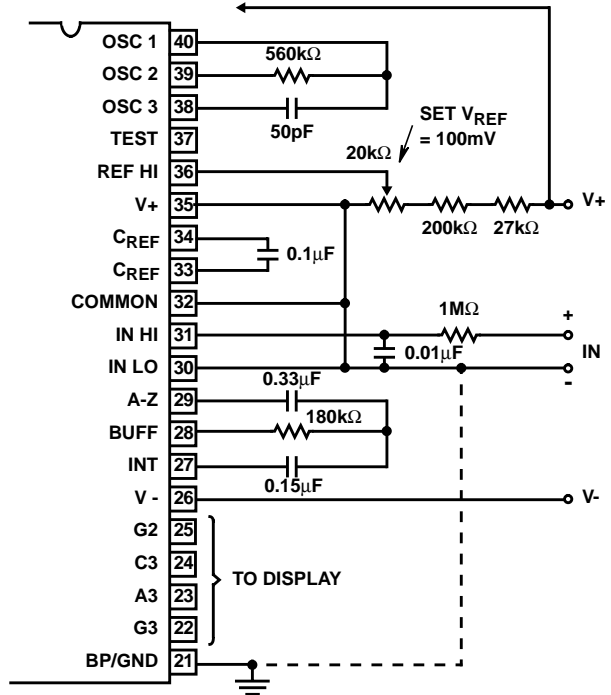 OSC 1 40
560kΩ
OSC 2 39
OSC 3 38
50pF
SET VREF
= 100mV
TEST 37
20kΩ
REF HI 36
V+ 35
V+
200kΩ 27kΩ
CREF 34
0.1µF
CREF 33
COMMON 32
1MΩ
IN HI 31
+
0.01µF
IN
IN LO 30
-
0.33µF
A-Z 29
180kΩ
BUFF 28
INT 27
0.15µF
V - 26
V-
G2 25
C3 24
TO DISPLAY
A3 23
G3 22
BP/GND 21